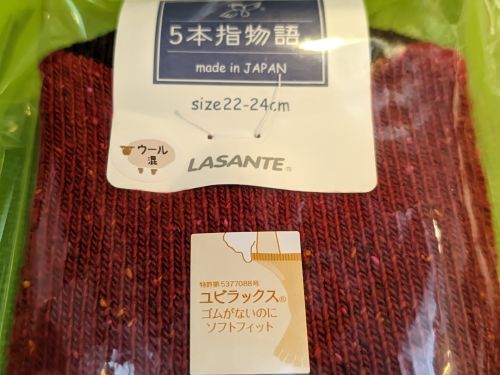 5本指物語
made in JAPAN
size22-24cm
ウール
混
LASANTE®
特許第5377088号
ユビラックス®
ゴムがないのに
ソフトフィット